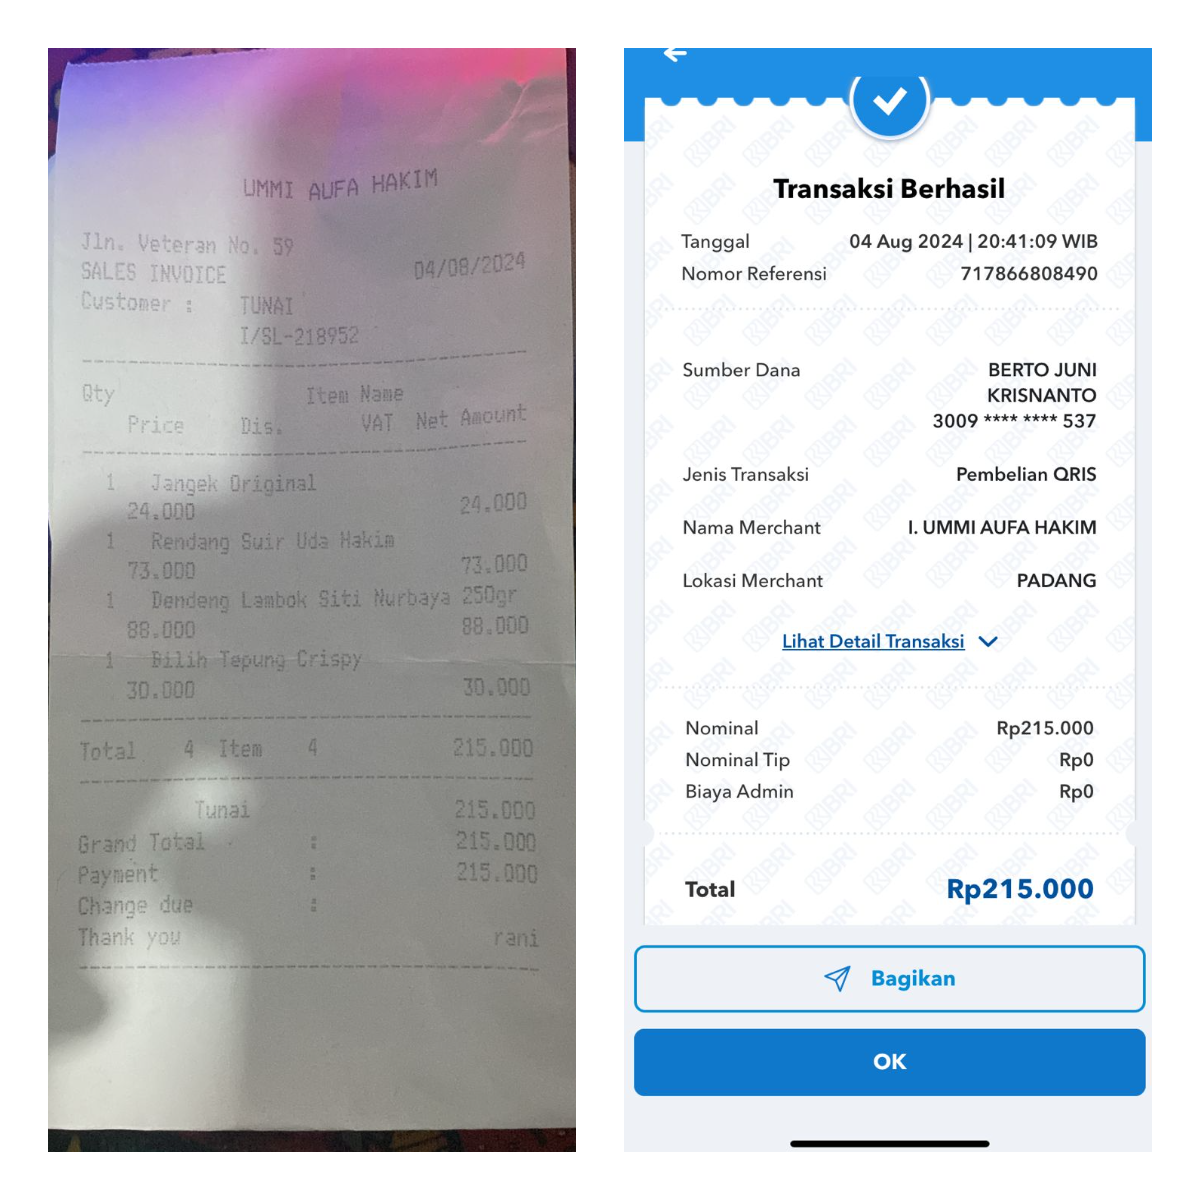 UMMI AUFA HAKIM
Jln. Veteran No. 59
SALES INVOICE 04/08/2024
Customer : TUNAI
I/SL-218952
Qty Item Name
Price Dis. VAT Net Amount
1 Jangek Original
24.000 24.000
1 Rendang Suir Uda Hakim
73.000 73.000
1 Dendeng Lambok Siti Nurbaya 250gr
88.000 88.000
1 Bilih Tepung Crispy
30.000 30.000
Total 4 Item 4 215.000
Tunai 215.000
Grand Total : 215.000
Payment : 215.000
Change due :
Thank you rani
Transaksi Berhasil
Tanggal 04 Aug 2024 | 20:41:09 WIB
Nomor Referensi 717866808490
Sumber Dana BERTO JUNI
KRISNANTO
3009 **** **** 537
Jenis Transaksi Pembelian QRIS
Nama Merchant I. UMMI AUFA HAKIM
Lokasi Merchant PADANG
Lihat Detail Transaksi
Nominal Rp215.000
Nominal Tip Rp0
Biaya Admin Rp0
Total Rp215.000
Bagikan
OK
BRI